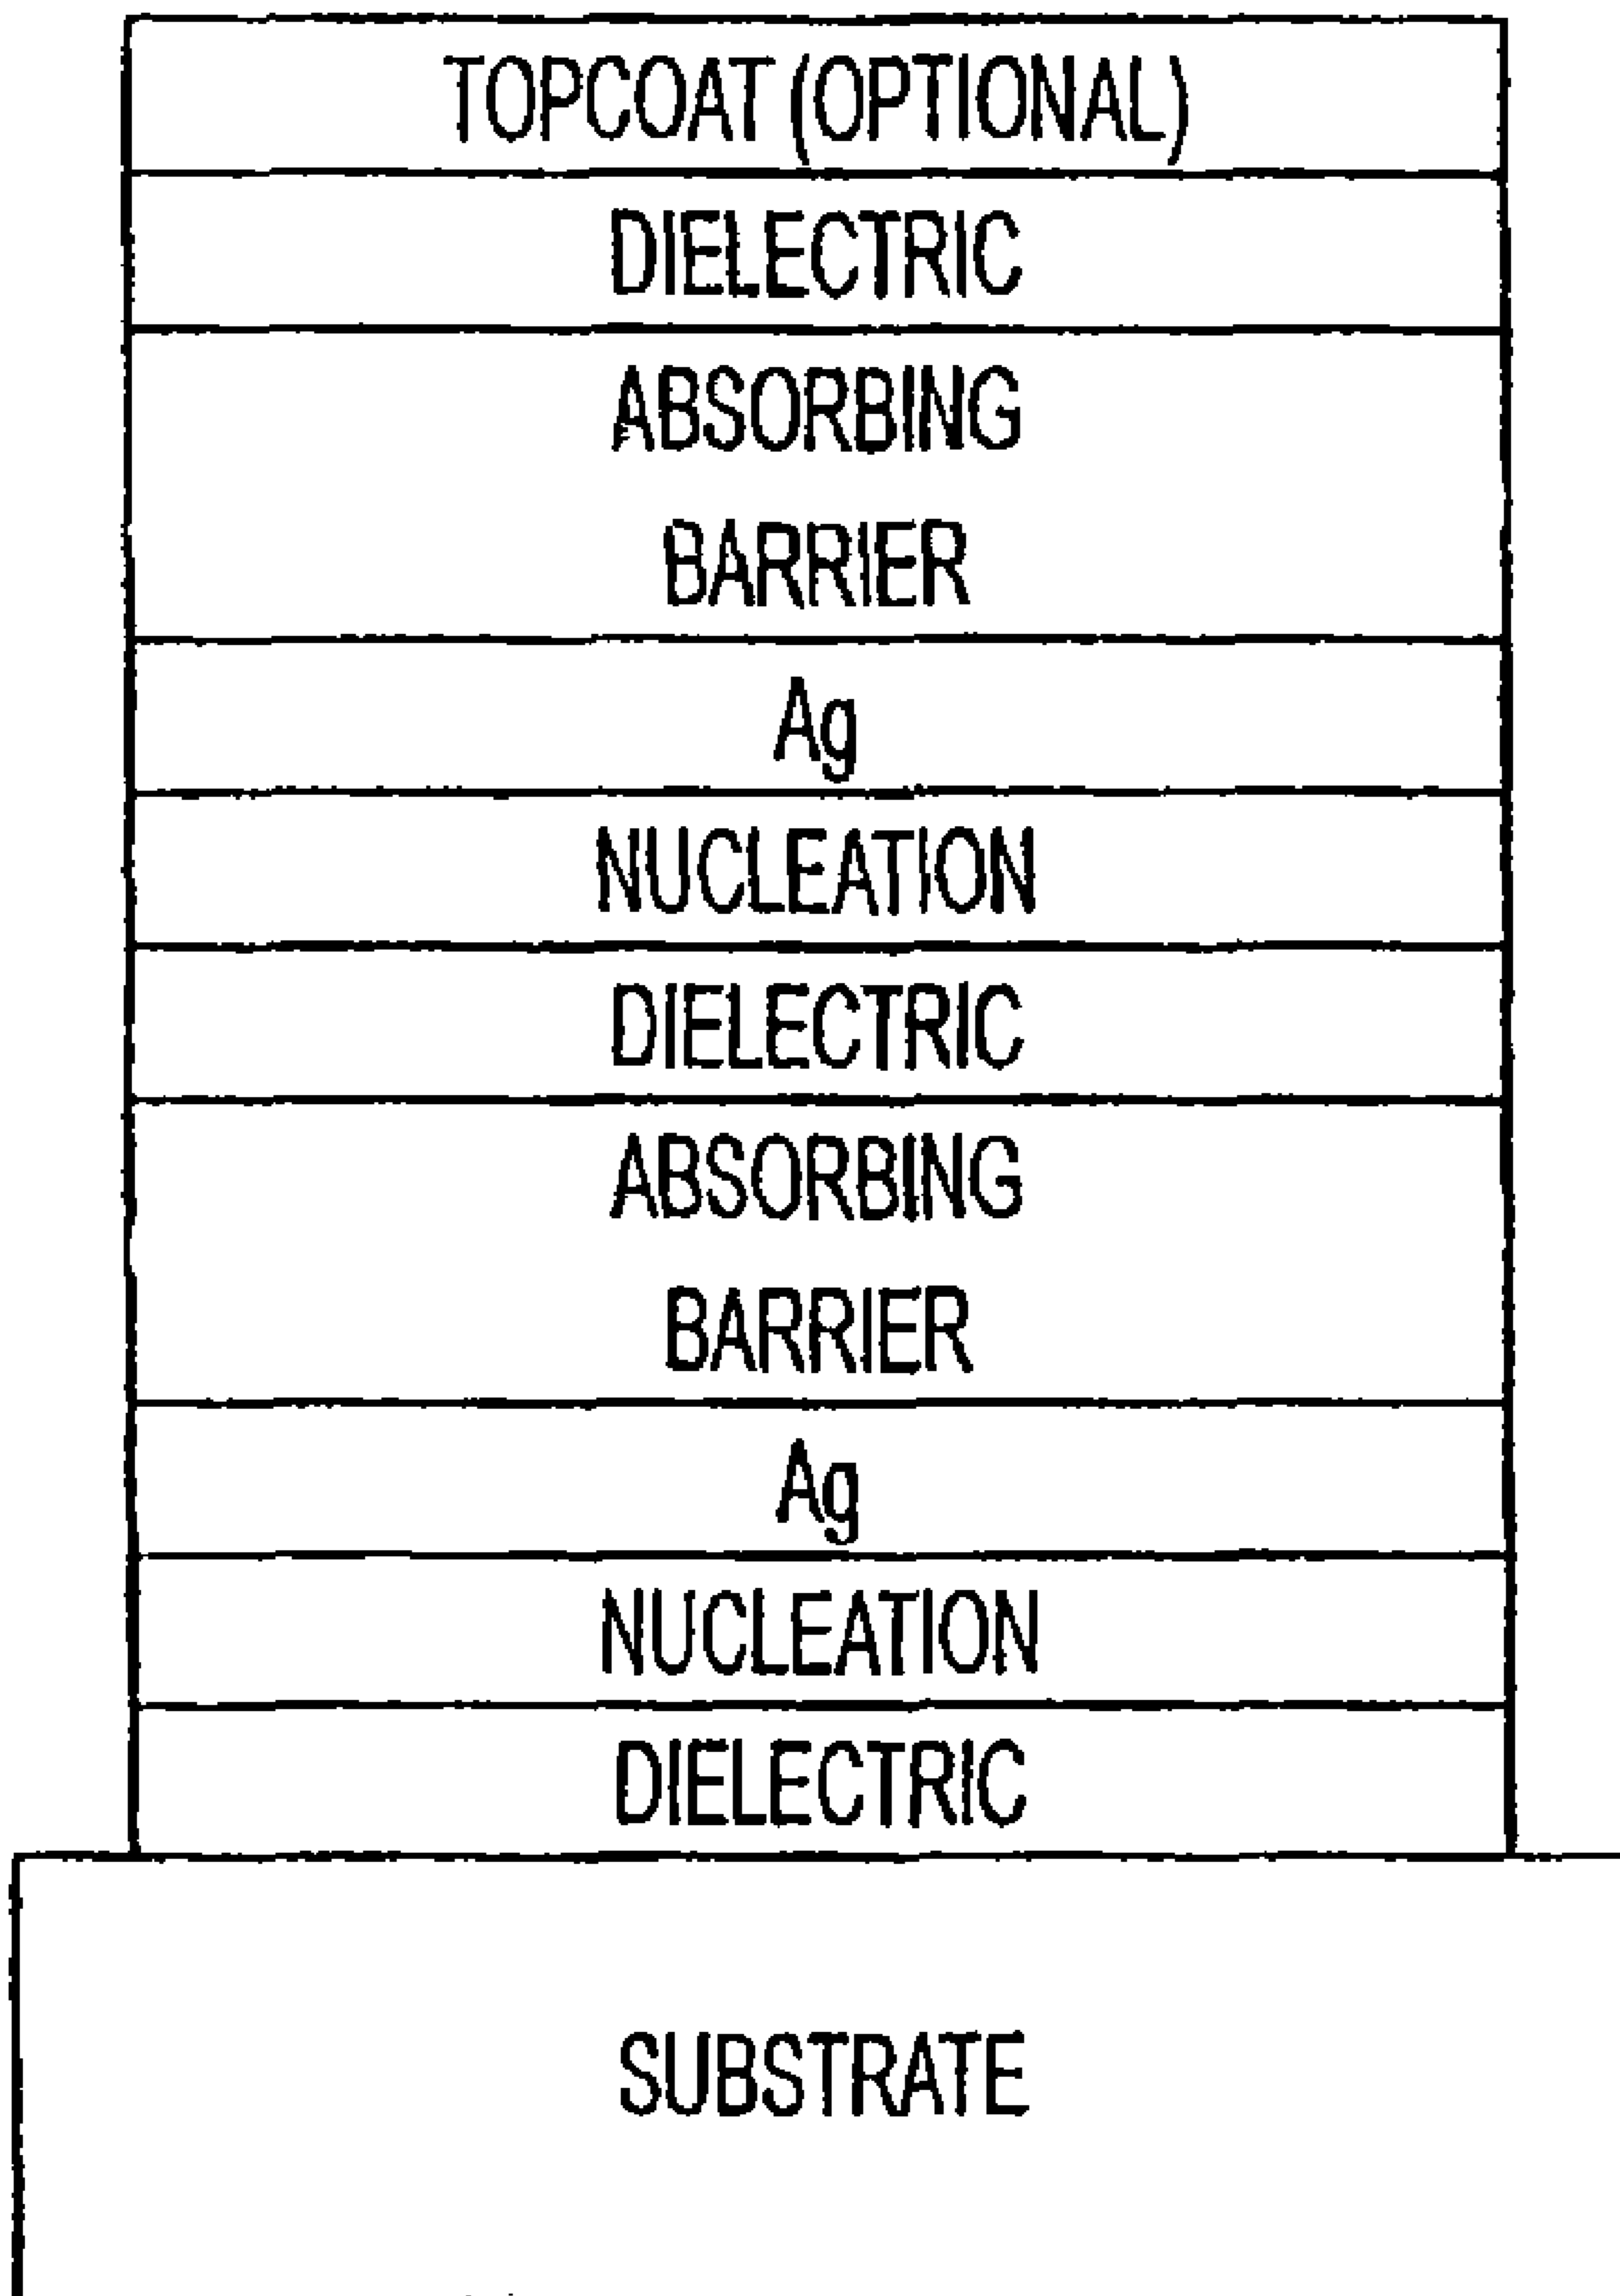 TOPCOAT (OPTIONAL)
DIELECTRIC
ABSORBING
BARRIER
Ag
NUCLEATION
DIELECTRIC
ABSORBING
BARRIER
Ag
NUCLEATION
DIELECTRIC
SUBSTRATE